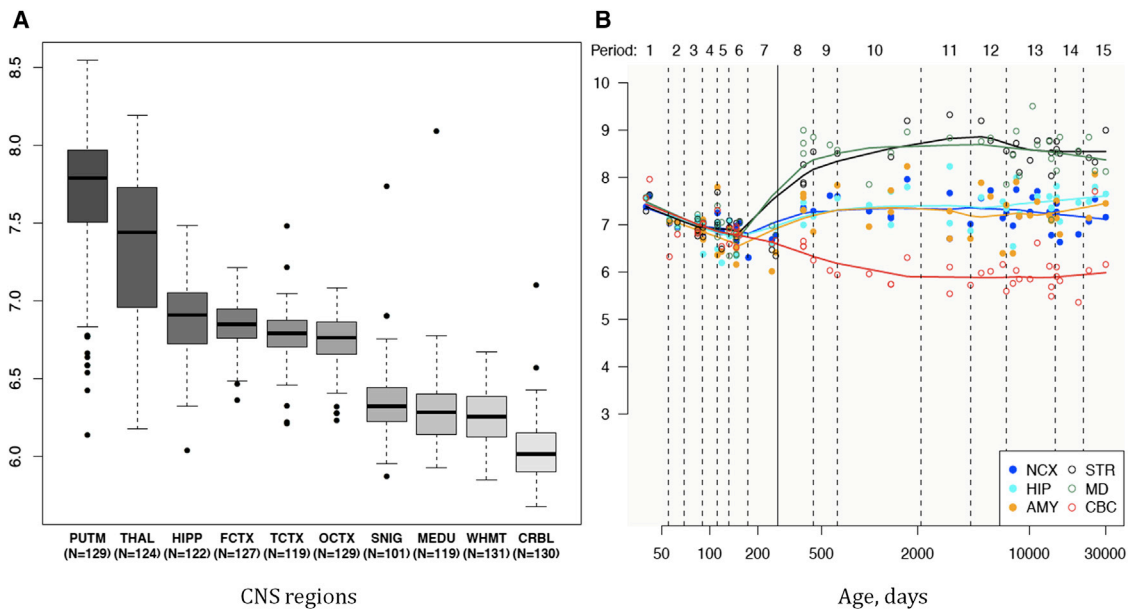 A
8.5
8.0
7.5
7.0
6.5
6.0
PUTM THAL HIPP FCTX TCTX OCTX SNIG MEDU WHMT CRBL
(N=129) (N=124) (N=122) (N=127) (N=119) (N=129) (N=101) (N=119) (N=131) (N=130)
CNS regions
B
Period: 1 2 3 4 5 6 7 8 9 10 11 12 13 14 15
10
9
8
7
6
5
4
3
NCX STR
HIP MD
AMY CBC
50 100 200 500 2000 10000 30000
Age, days